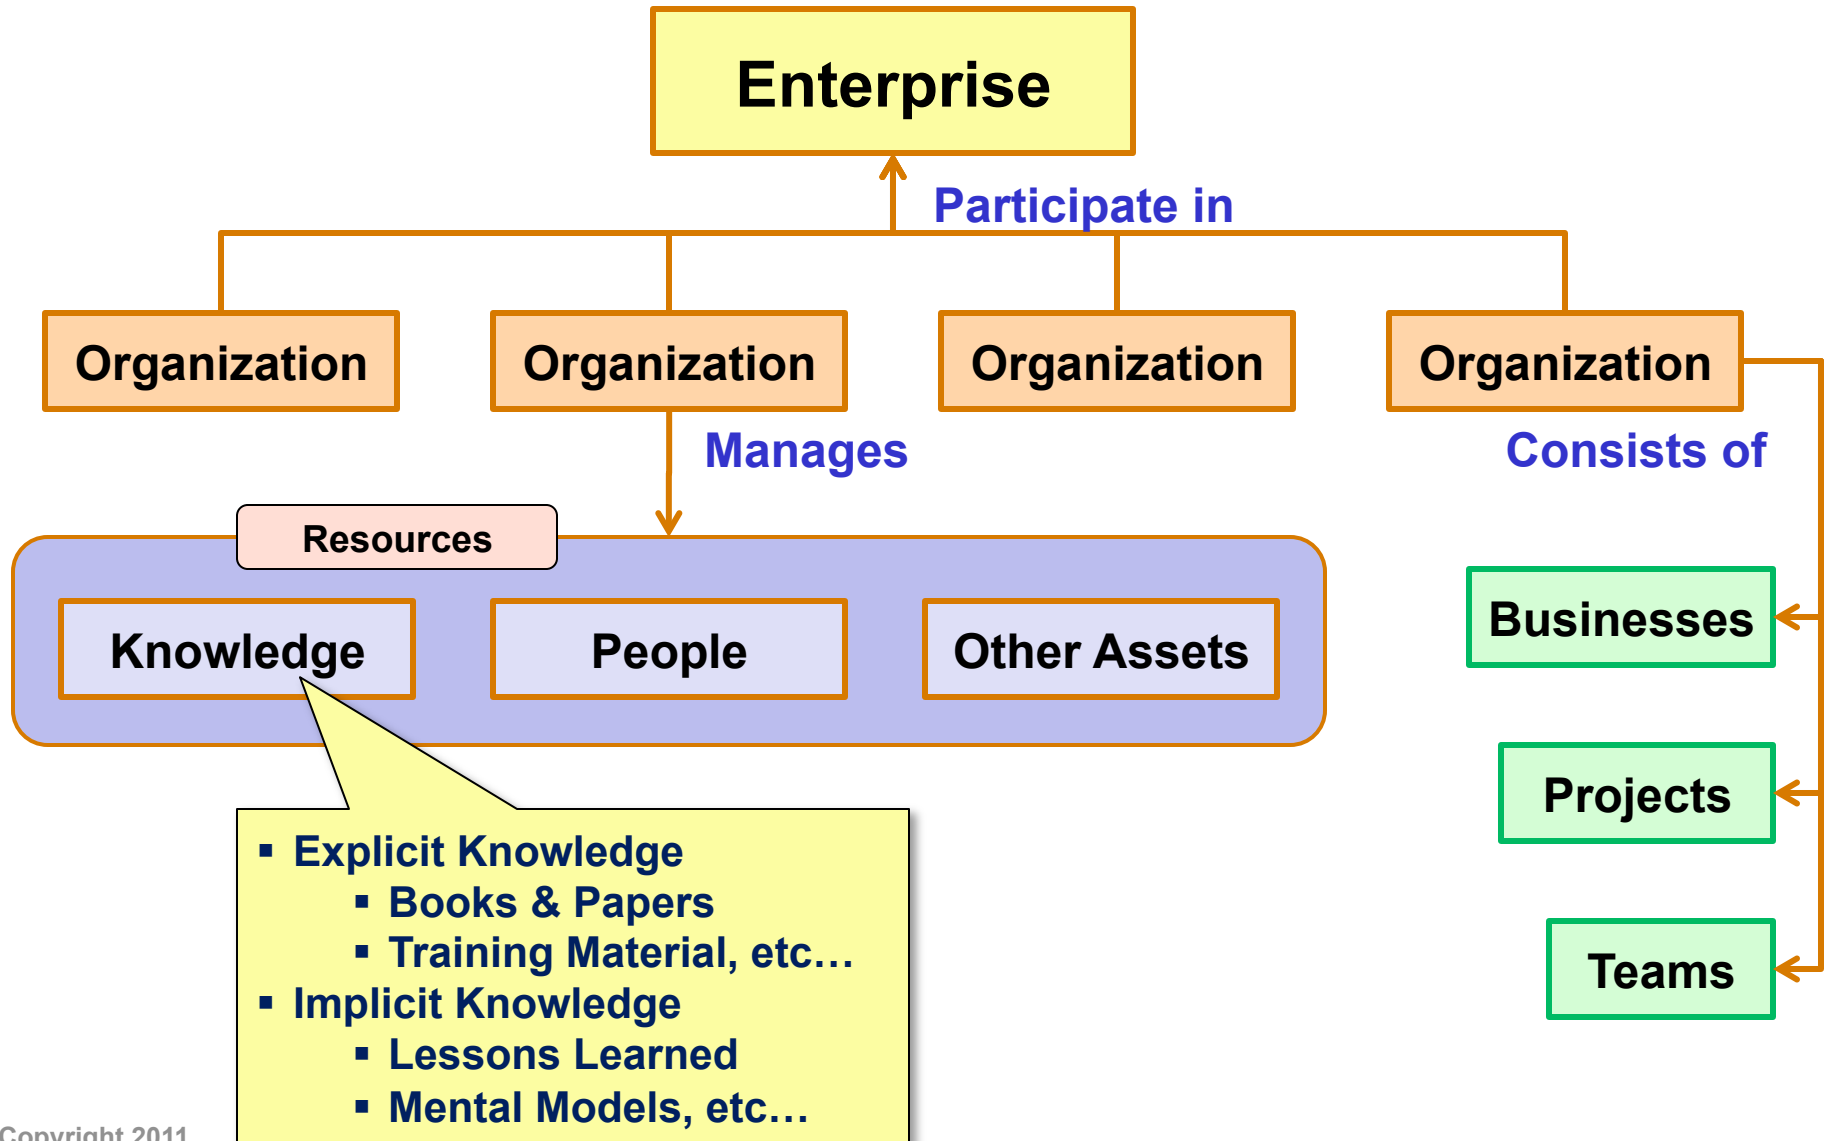 Enterprise
Participate in
Organization
Organization
Organization
Organization
Manages
Consists of
Resources
Knowledge
People
Other Assets
Businesses
Projects
Teams
▪ Explicit Knowledge
▪ Books & Papers
▪ Training Material, etc…
▪ Implicit Knowledge
▪ Lessons Learned
▪ Mental Models, etc…
Copyright 2011